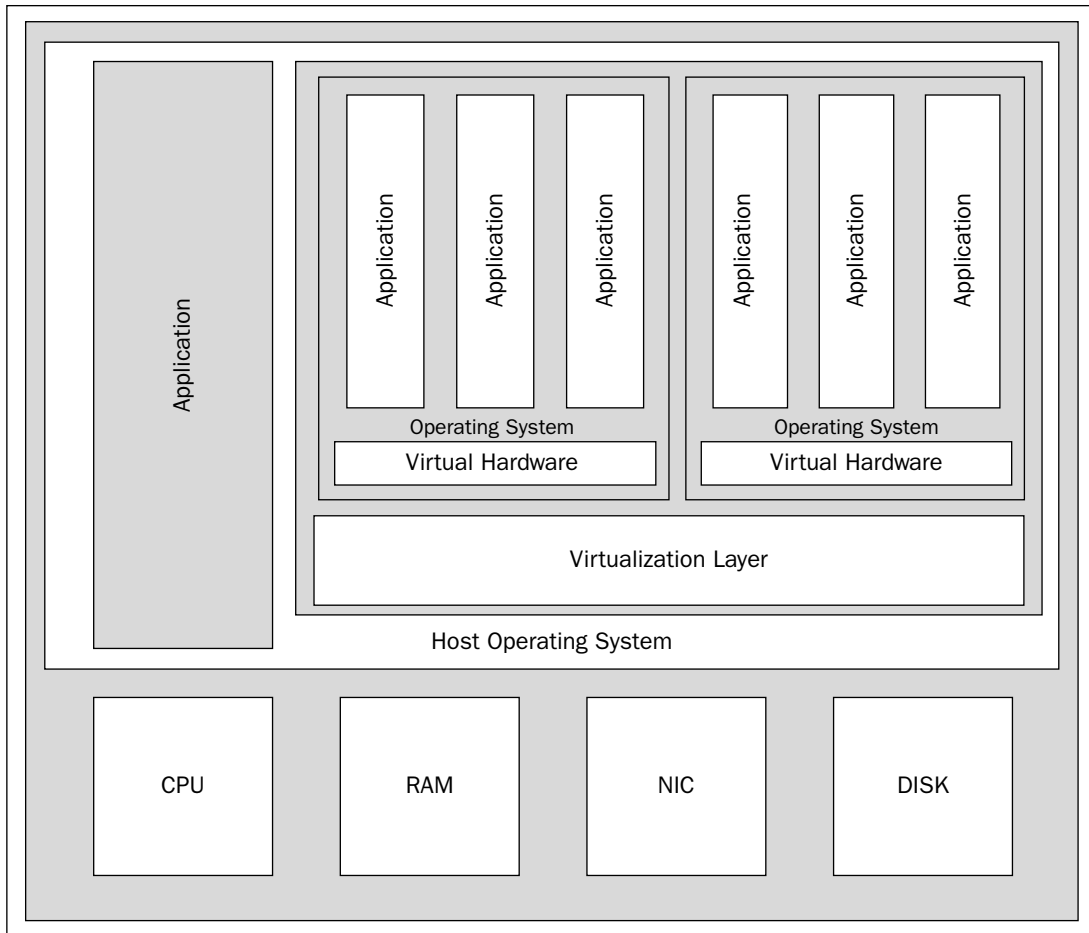 Application
Application
Application
Application
Application
Application
Application
Operating System
Operating System
Virtual Hardware
Virtual Hardware
Virtualization Layer
Host Operating System
CPU
RAM
NIC
DISK